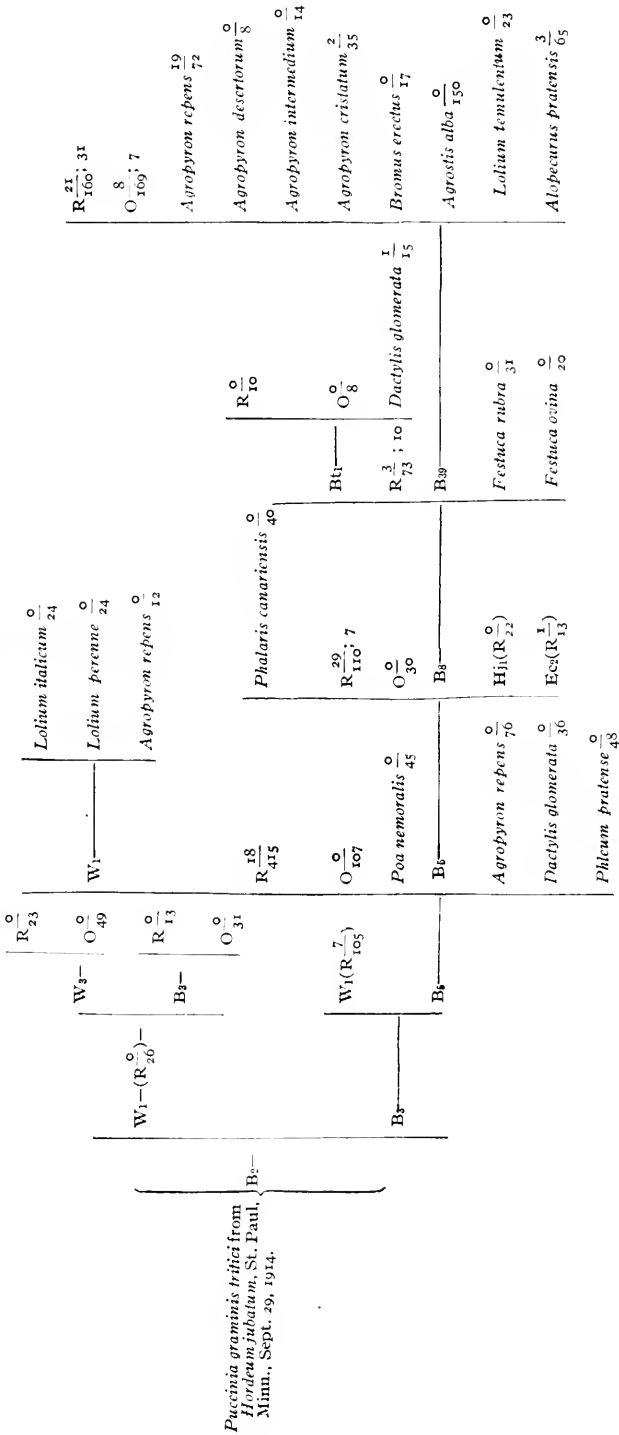 Puccinia graminis tritici from
Hordeum jubatum, St. Paul,
Minn., Sept. 29, 1914.
B2—
W1—(R 0/26)—
W3—
R 0/23
O 0/49
B3—
R 0/13
O 0/31
B3
W1(R 7/105)
B6
W1
Lolium italicum 0/24
Lolium perenne 0/24
Agropyron repens 0/12
R 18/415
O 0/107
Poa nemoralis 0/45
B6
Agropyron repens 0/76
Dactylis glomerata 0/36
Phleum pratense 0/48
Phalaris canariensis 0/40
R 29/110; 7
O 0/30
B8
Hj1(R 0/22)
Ec2(R 1/13)
Bt1
R 0/10
O 0/8
R 3/73; 10
Dactylis glomerata 1/15
B39
Festuca rubra 0/31
Festuca ovina 0/20
R 21/160; 31
O 8/169; 7
Agropyron repens 19/72
Agropyron desertorum 0/8
Agropyron intermedium 0/14
Agropyron cristatum 2/35
Bromus erectus 0/17
Agrostis alba 0/150
Lolium temulentum 0/23
Alopecurus pratensis 3/65